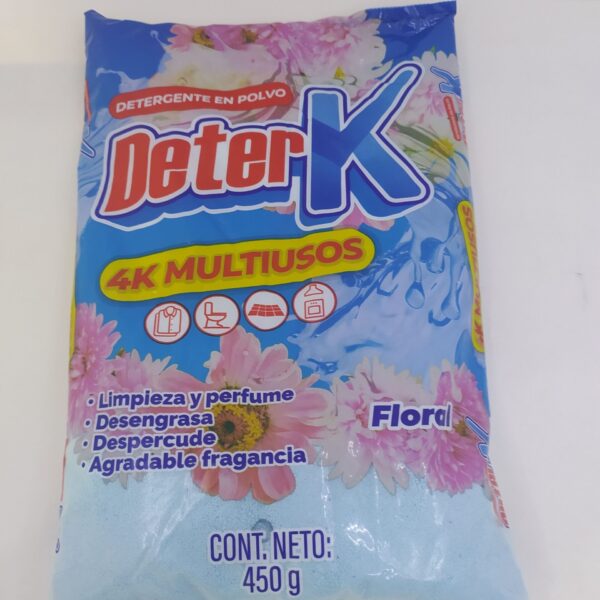 DETERGENTE EN POLVO
DeterK
4K MULTIUSOS
• Limpieza y perfume
• Desengrasa
• Despercude
• Agradable fragancia
Floral
CONT. NETO:
450 g